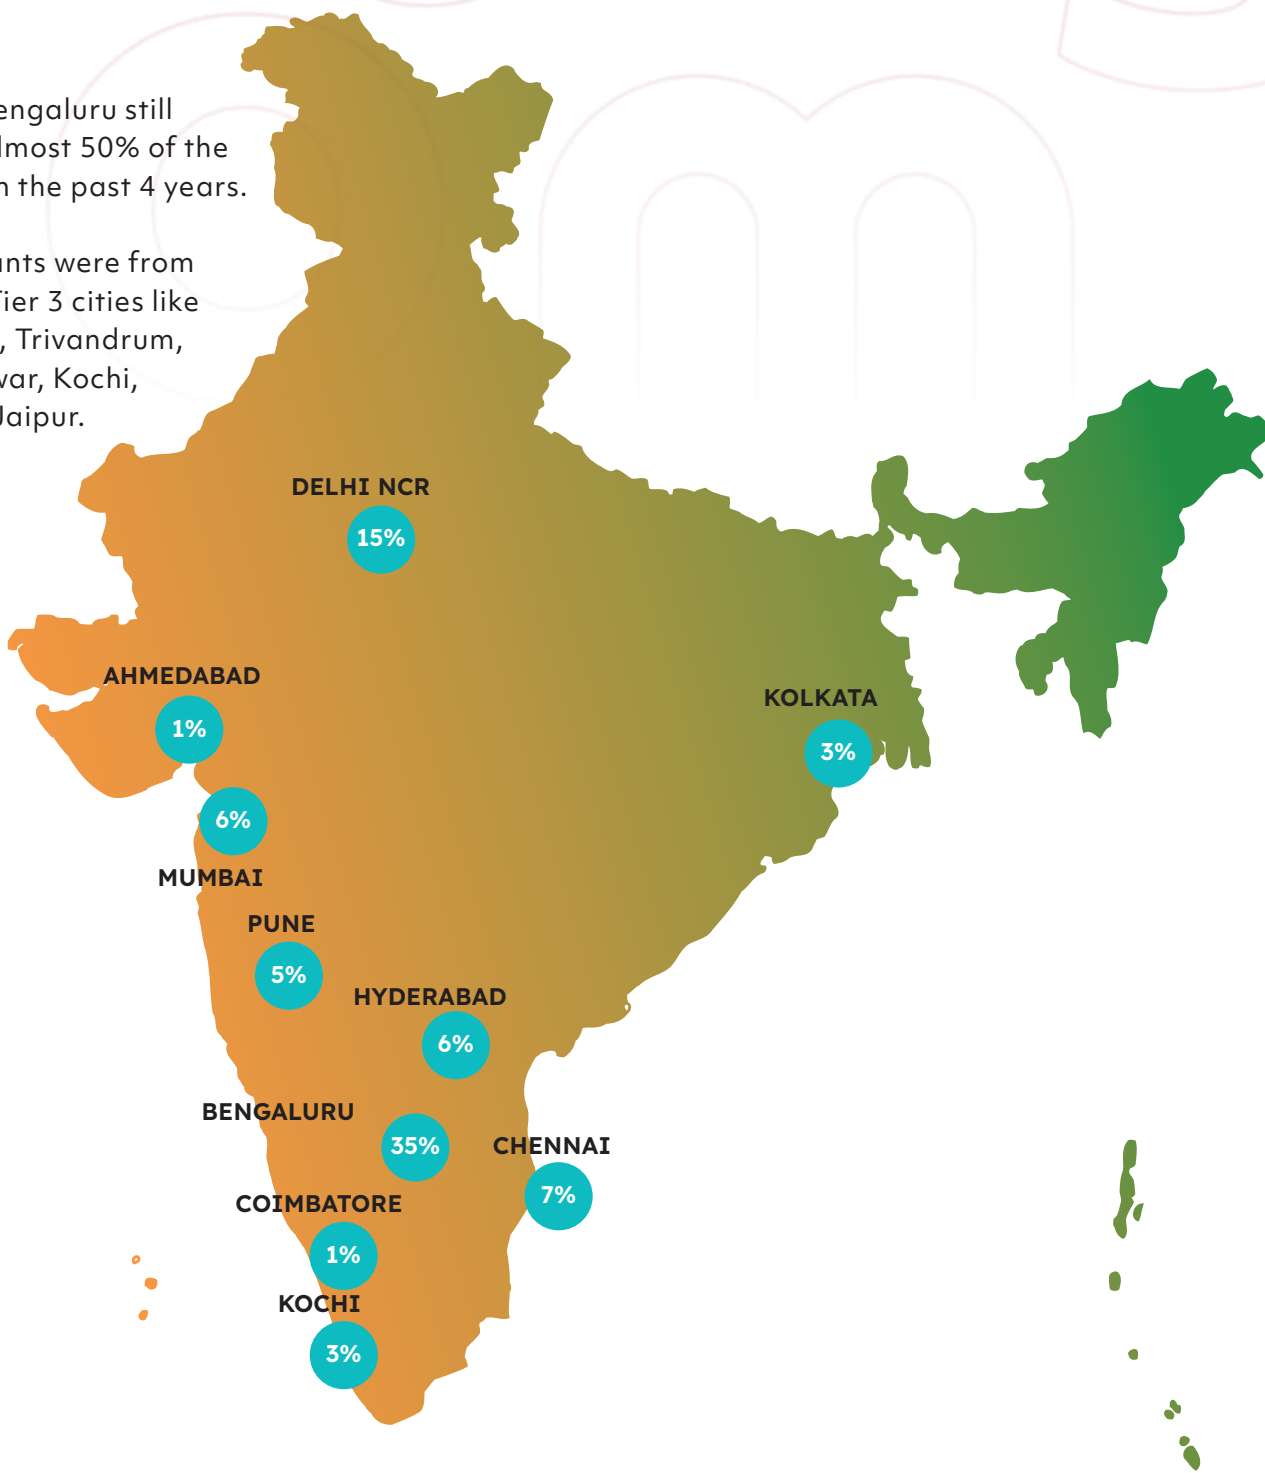 engaluru still
lmost 50% of the
n the past 4 years.
ants were from
Tier 3 cities like
, Trivandrum,
war, Kochi,
Jaipur.
DELHI NCR
15%
AHMEDABAD
1%
KOLKATA
3%
6%
MUMBAI
PUNE
5%
HYDERABAD
6%
BENGALURU
35%
CHENNAI
7%
COIMBATORE
1%
KOCHI
3%